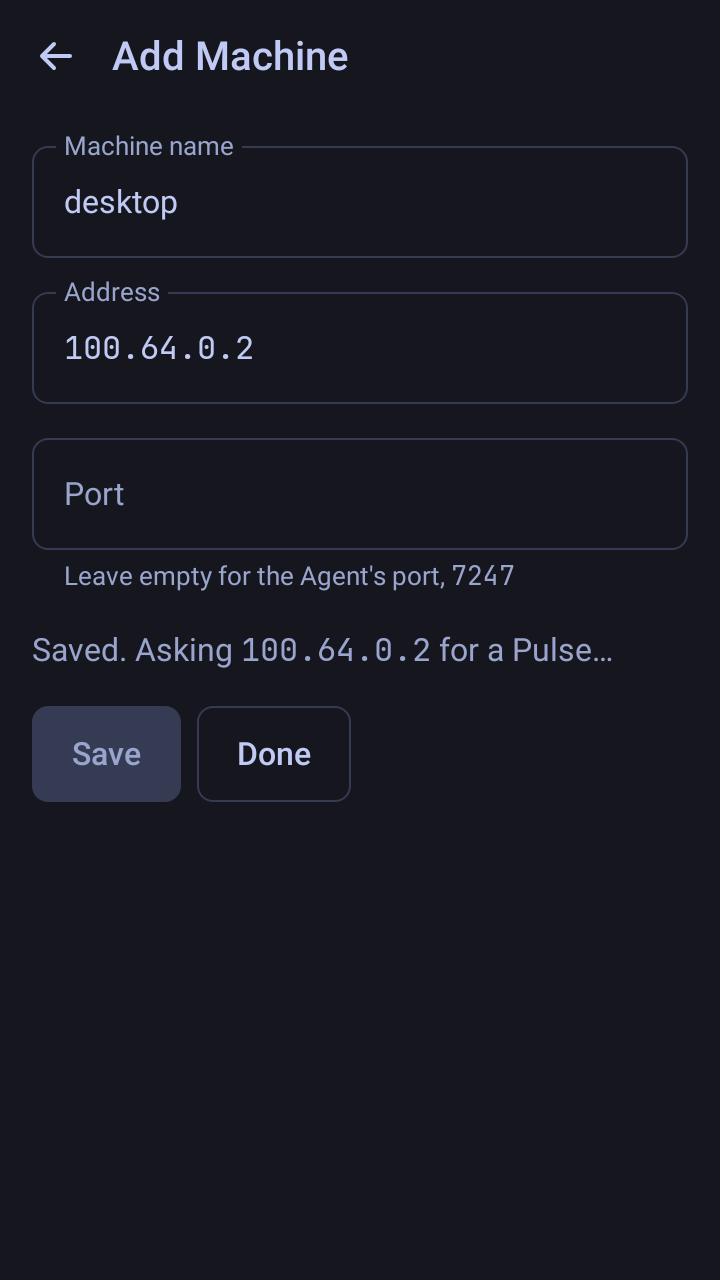 Add Machine
Machine name
desktop
Address
100.64.0.2
Port
Leave empty for the Agent's port, 7247
Saved. Asking 100.64.0.2 for a Pulse…
Save
Done